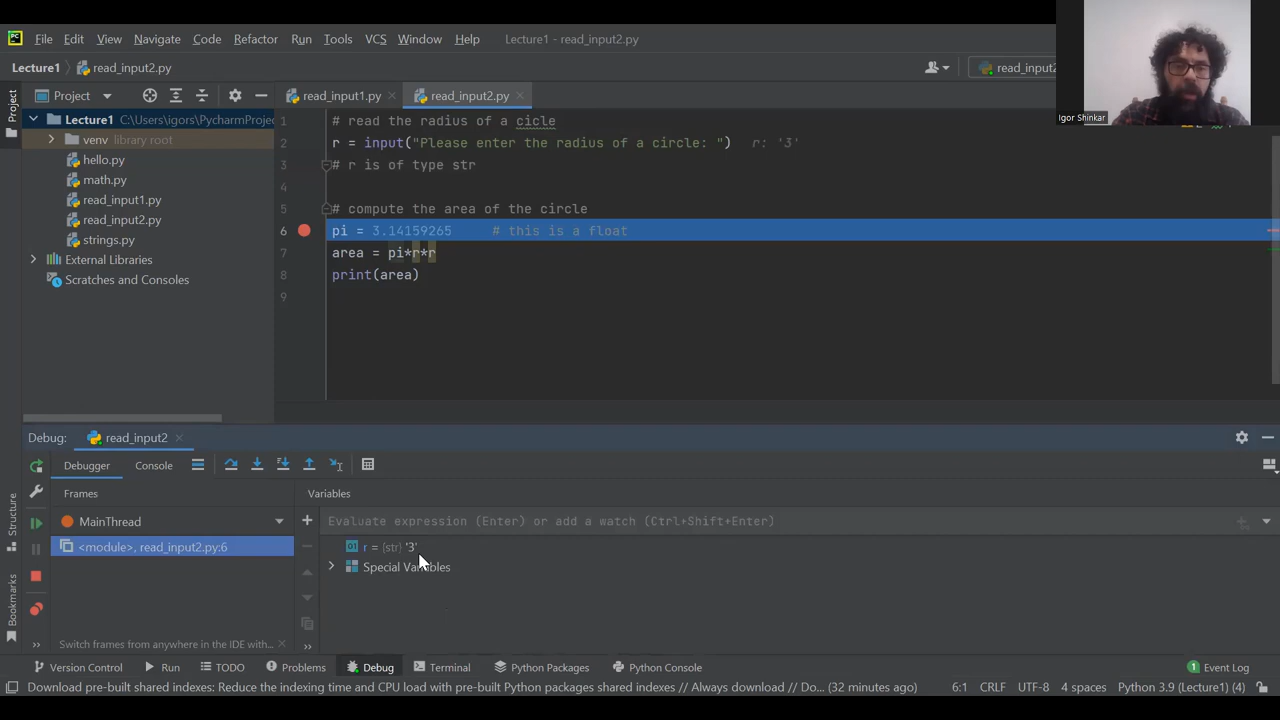 PC File Edit View Navigate Code Refactor Run Tools VCS Window Help Lecture1 - read_input2.py
Lecture1 read_input2.py read_input2
Igor Shinkar
Project Project read_input1.py read_input2.py
Lecture1 C:\Users\igors\PycharmProjec
venv library root
hello.py
math.py
read_input1.py
read_input2.py
strings.py
External Libraries
Scratches and Consoles
1 # read the radius of a cicle
2 r = input("Please enter the radius of a circle: ") r: '3'
3 # r is of type str
4
5 # compute the area of the circle
6 pi = 3.14159265 # this is a float
7 area = pi*r*r
8 print(area)
9
Debug: read_input2
Debugger Console
Frames Variables
MainThread Evaluate expression (Enter) or add a watch (Ctrl+Shift+Enter)
<module>, read_input2.py:6 r = {str} '3'
Special Variables
Structure
Bookmarks
Switch frames from anywhere in the IDE with...
Version Control Run TODO Problems Debug Terminal Python Packages Python Console 1 Event Log
Download pre-built shared indexes: Reduce the indexing time and CPU load with pre-built Python packages shared indexes // Always download // Do... (32 minutes ago) 6:1 CRLF UTF-8 4 spaces Python 3.9 (Lecture1) (4)